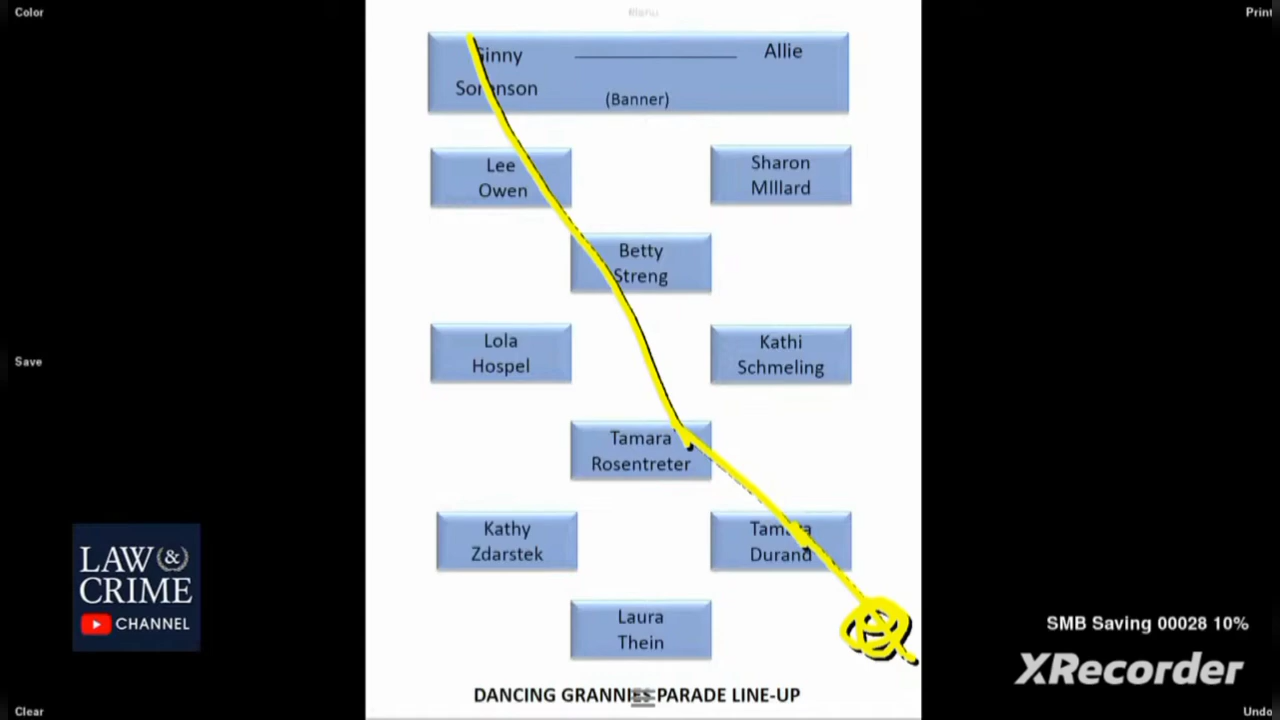 Color
Menu
Print
Ginny
Allie
Sorenson
(Banner)
Lee
Owen
Sharon
MIllard
Betty
Streng
Lola
Hospel
Kathi
Schmeling
Save
Tamara
Rosentreter
Kathy
Zdarstek
Tamara
Durand
LAW &
CRIME
CHANNEL
Laura
Thein
SMB Saving 00028 10%
XRecorder
DANCING GRANNIES PARADE LINE-UP
Clear
Undo